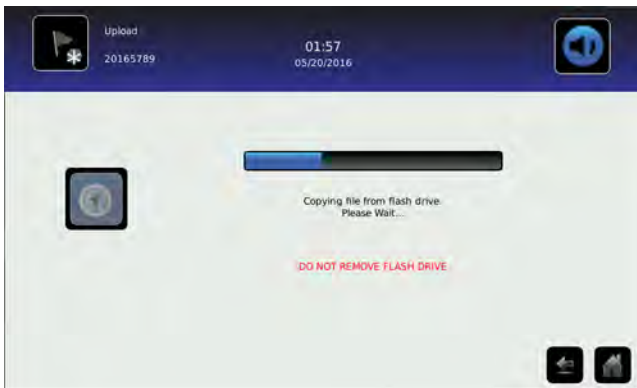 Upload
20165789
01:57
05/20/2016
Copying file from flash drive.
Please Wait...
DO NOT REMOVE FLASH DRIVE